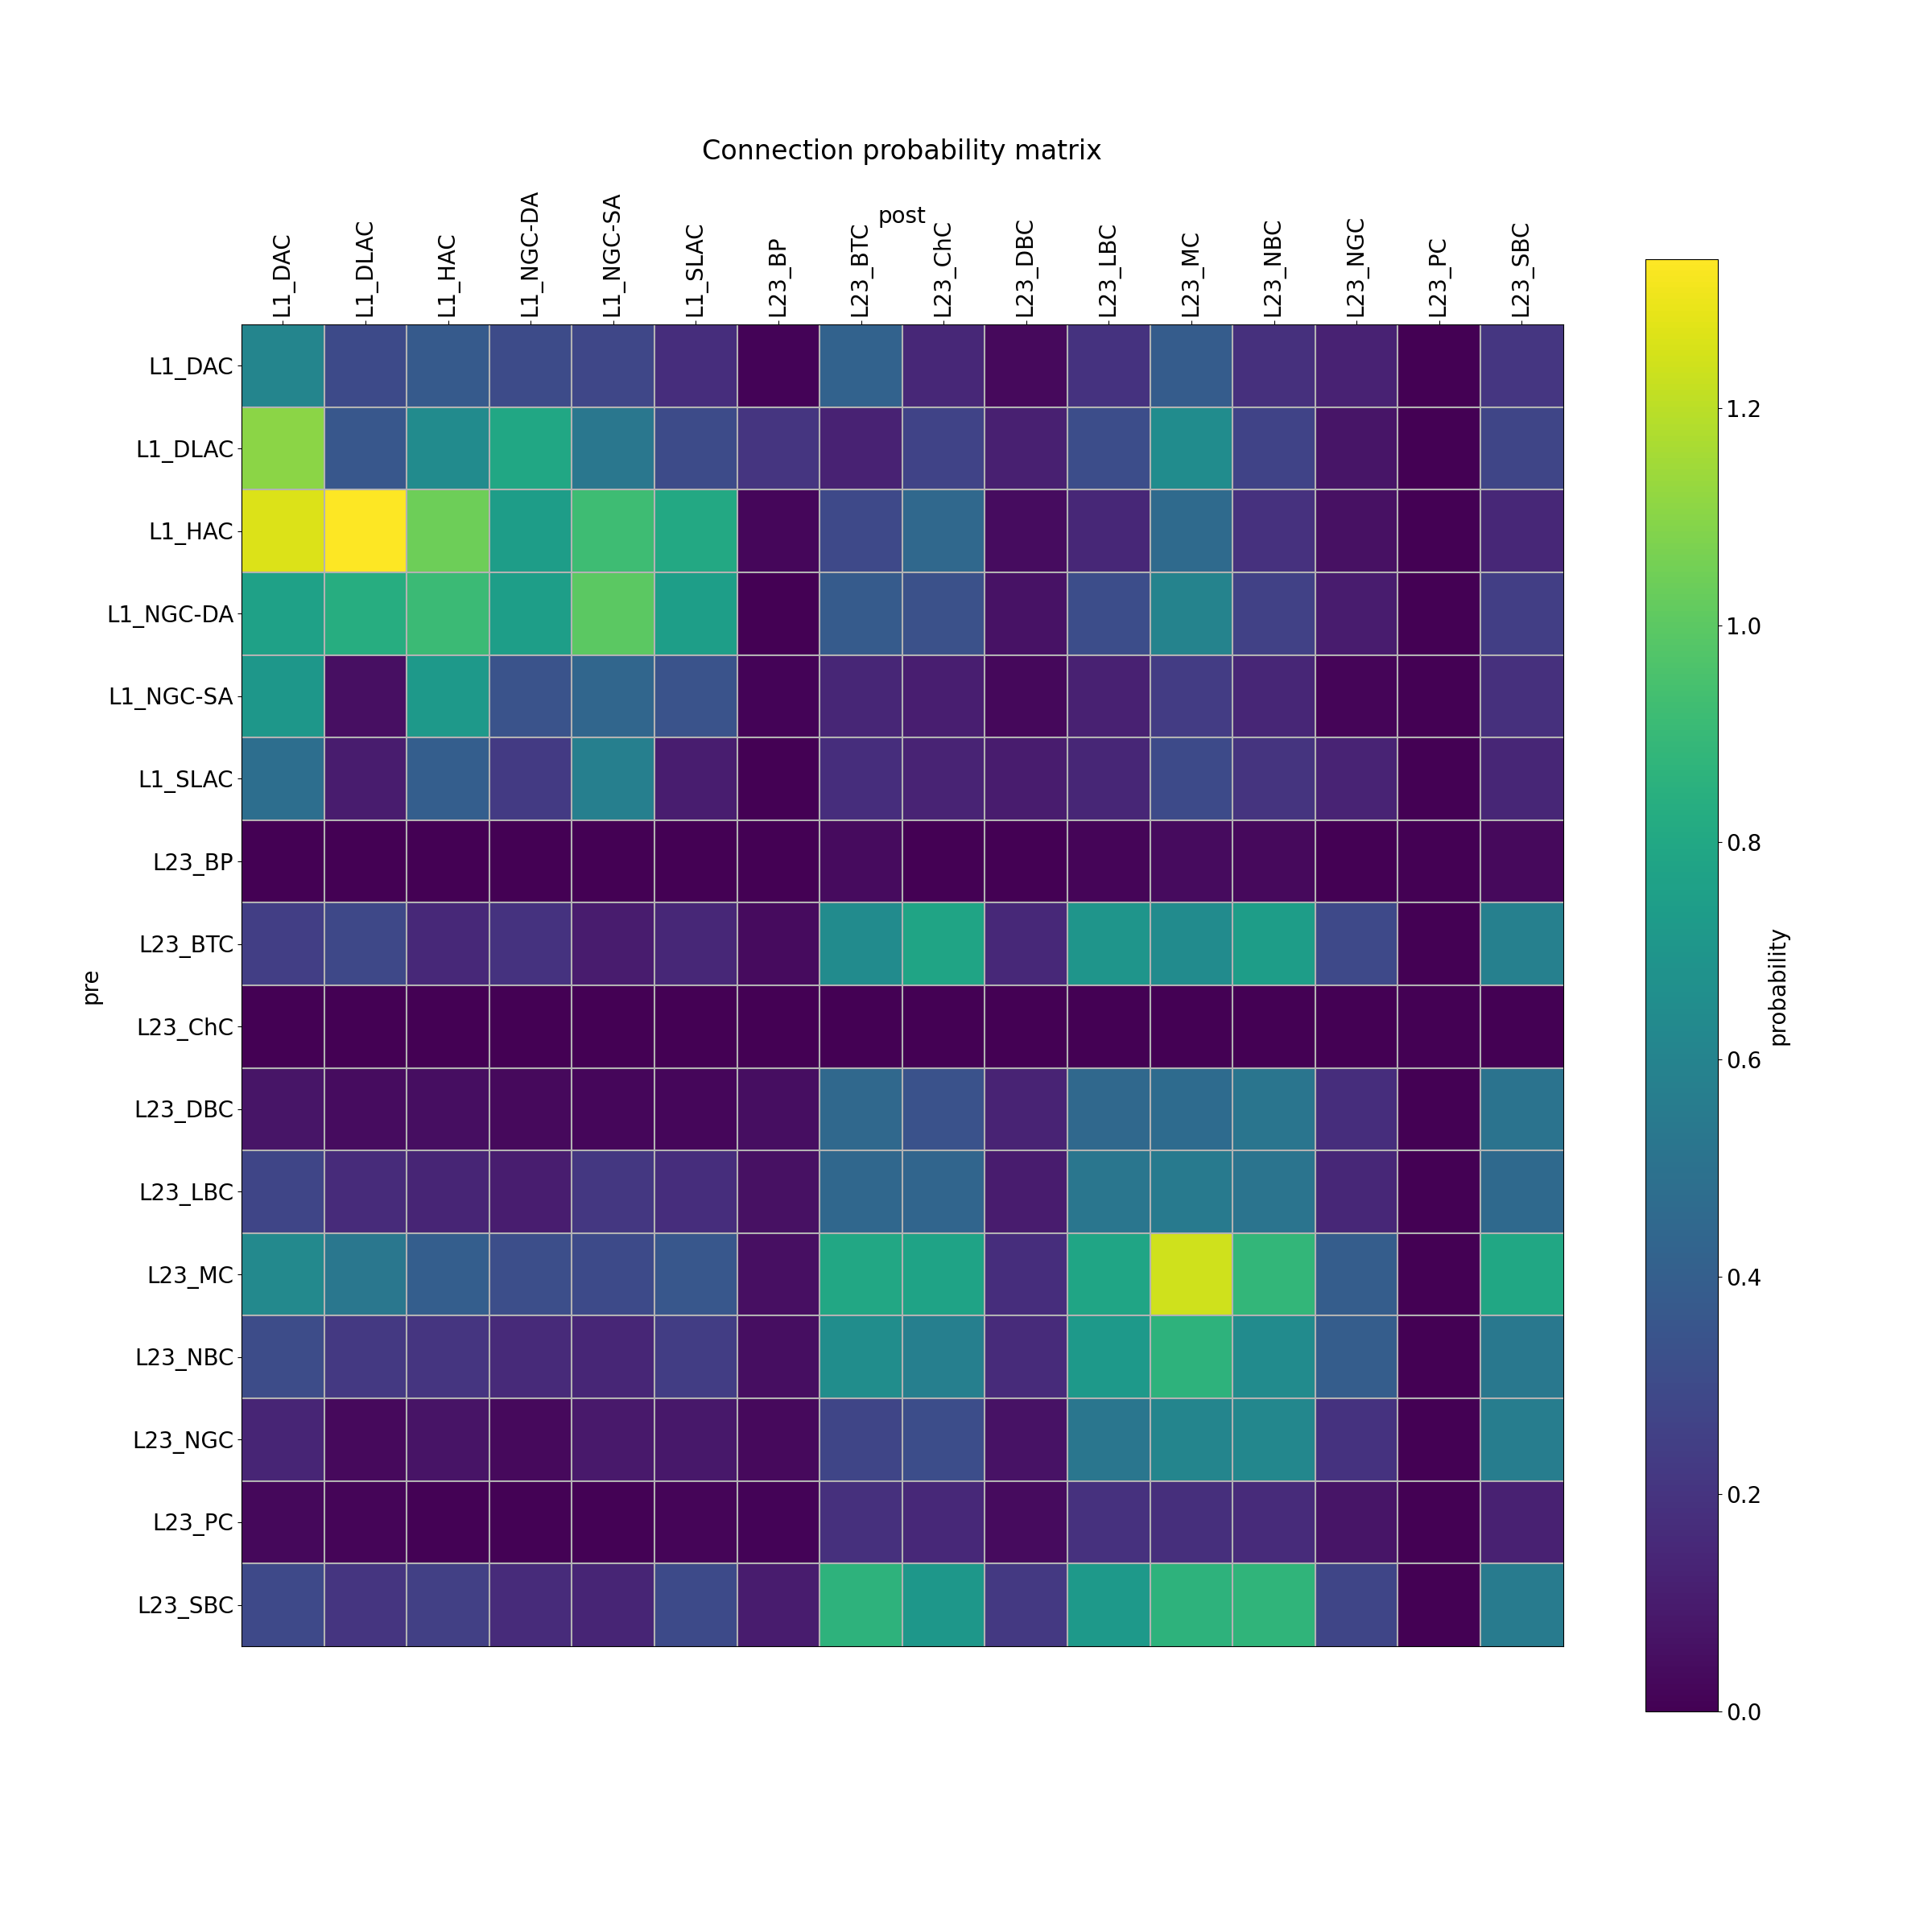 Connection probability matrix
post
L1_DAC
L1_DLAC
L1_HAC
L1_NGC-DA
L1_NGC-SA
L1_SLAC
L23_BP
L23_BTC
L23_ChC
L23_DBC
L23_LBC
L23_MC
L23_NBC
L23_NGC
L23_PC
L23_SBC
pre
L1_DAC
L1_DLAC
L1_HAC
L1_NGC-DA
L1_NGC-SA
L1_SLAC
L23_BP
L23_BTC
L23_ChC
L23_DBC
L23_LBC
L23_MC
L23_NBC
L23_NGC
L23_PC
L23_SBC
1.2
1.0
0.8
0.6
0.4
0.2
0.0
probability